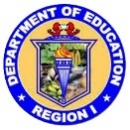 DEPARTMENT OF EDUCATION
REGION I